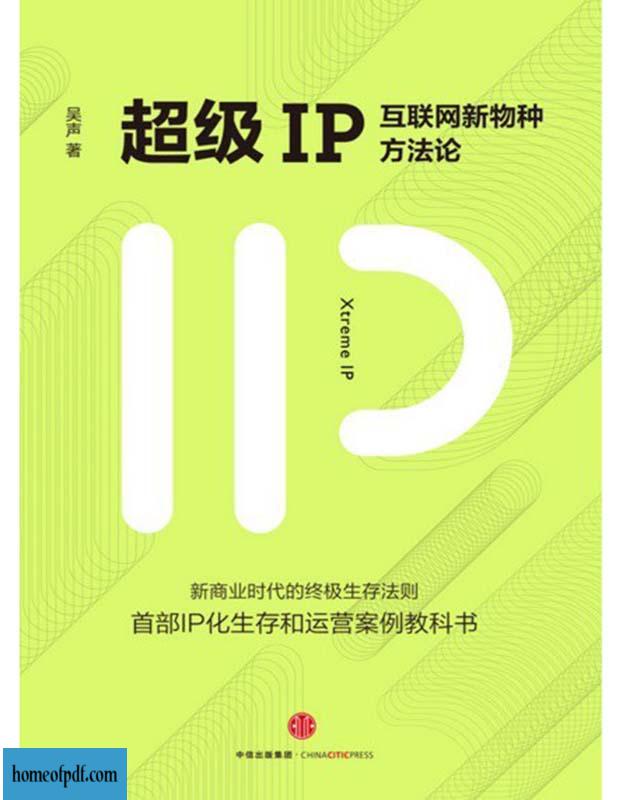 吴声 著
超级 IP
互联网新物种
方法论
IP
Xtreme IP
新商业时代的终极生存法则
首部IP化生存和运营案例教科书
中信出版集团·CHINACITICPRESS
homeofpdf.com